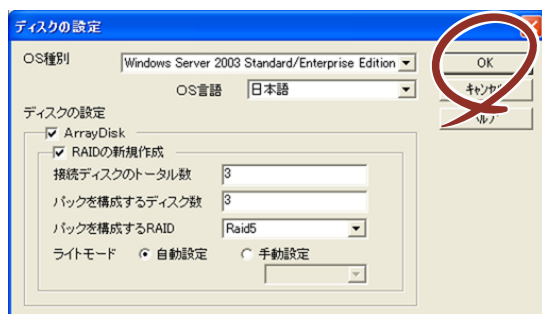 ディスクの設定
OS種別 Windows Server 2003 Standard/Enterprise Edition OK
OS言語 日本語
ディスクの設定
ArrayDisk
RAIDの新規作成
接続ディスクのトータル数 3
パックを構成するディスク数 3
パックを構成するRAID Raid5
ライトモード 自動設定 手動設定